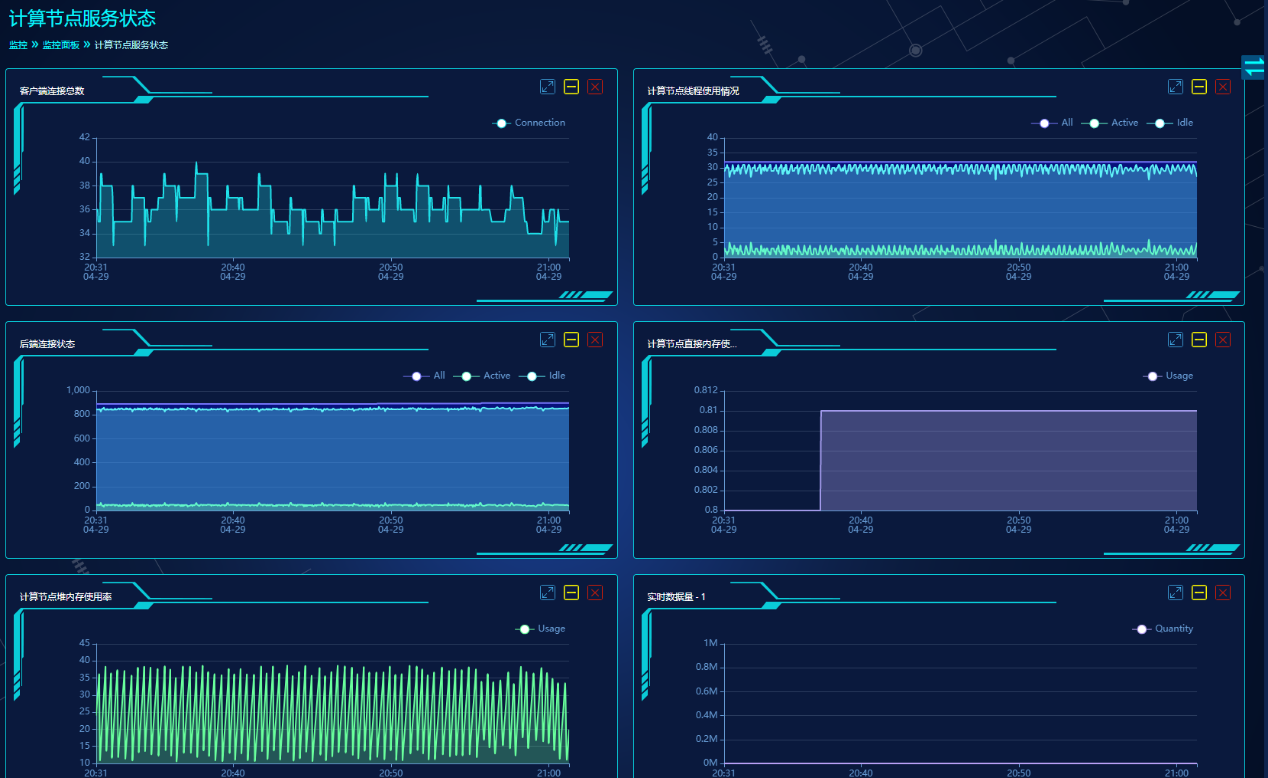 计算节点服务状态
监控 » 监控面板 » 计算节点服务状态
客户端连接总数
Connection
42
40
38
36
34
32
20:31 20:40 20:50 21:00
04-29 04-29 04-29 04-29
计算节点线程使用情况
All Active Idle
40
35
30
25
20
15
10
5
0
20:31 20:40 20:50 21:00
04-29 04-29 04-29 04-29
后端连接状态
All Active Idle
1,000
800
600
400
200
0
20:31 20:40 20:50 21:00
04-29 04-29 04-29 04-29
计算节点直接内存使...
Usage
0.812
0.81
0.808
0.806
0.804
0.802
0.8
20:31 20:40 20:50 21:00
04-29 04-29 04-29 04-29
计算节点堆内存使用率
Usage
45
40
35
30
25
20
15
10
20:31 20:40 20:50 21:00
实时数据量 - 1
Quantity
1M
0.8M
0.6M
0.4M
0.2M
0M
20:31 20:40 20:50 21:00